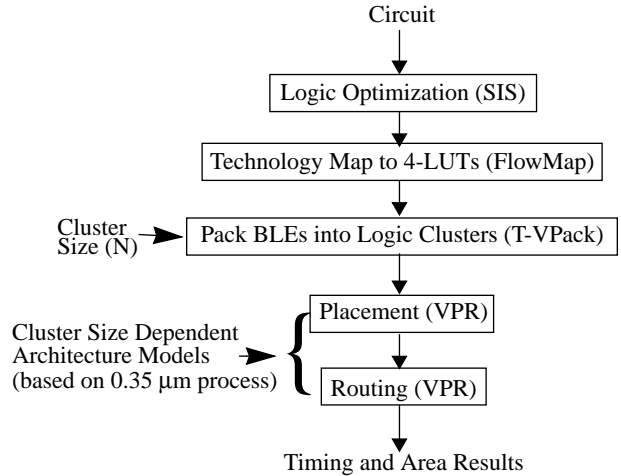 Circuit
Logic Optimization (SIS)
Technology Map to 4-LUTs (FlowMap)
Cluster
Size (N)
Pack BLEs into Logic Clusters (T-VPack)
Placement (VPR)
Cluster Size Dependent
Architecture Models
(based on 0.35 μm process)
Routing (VPR)
Timing and Area Results